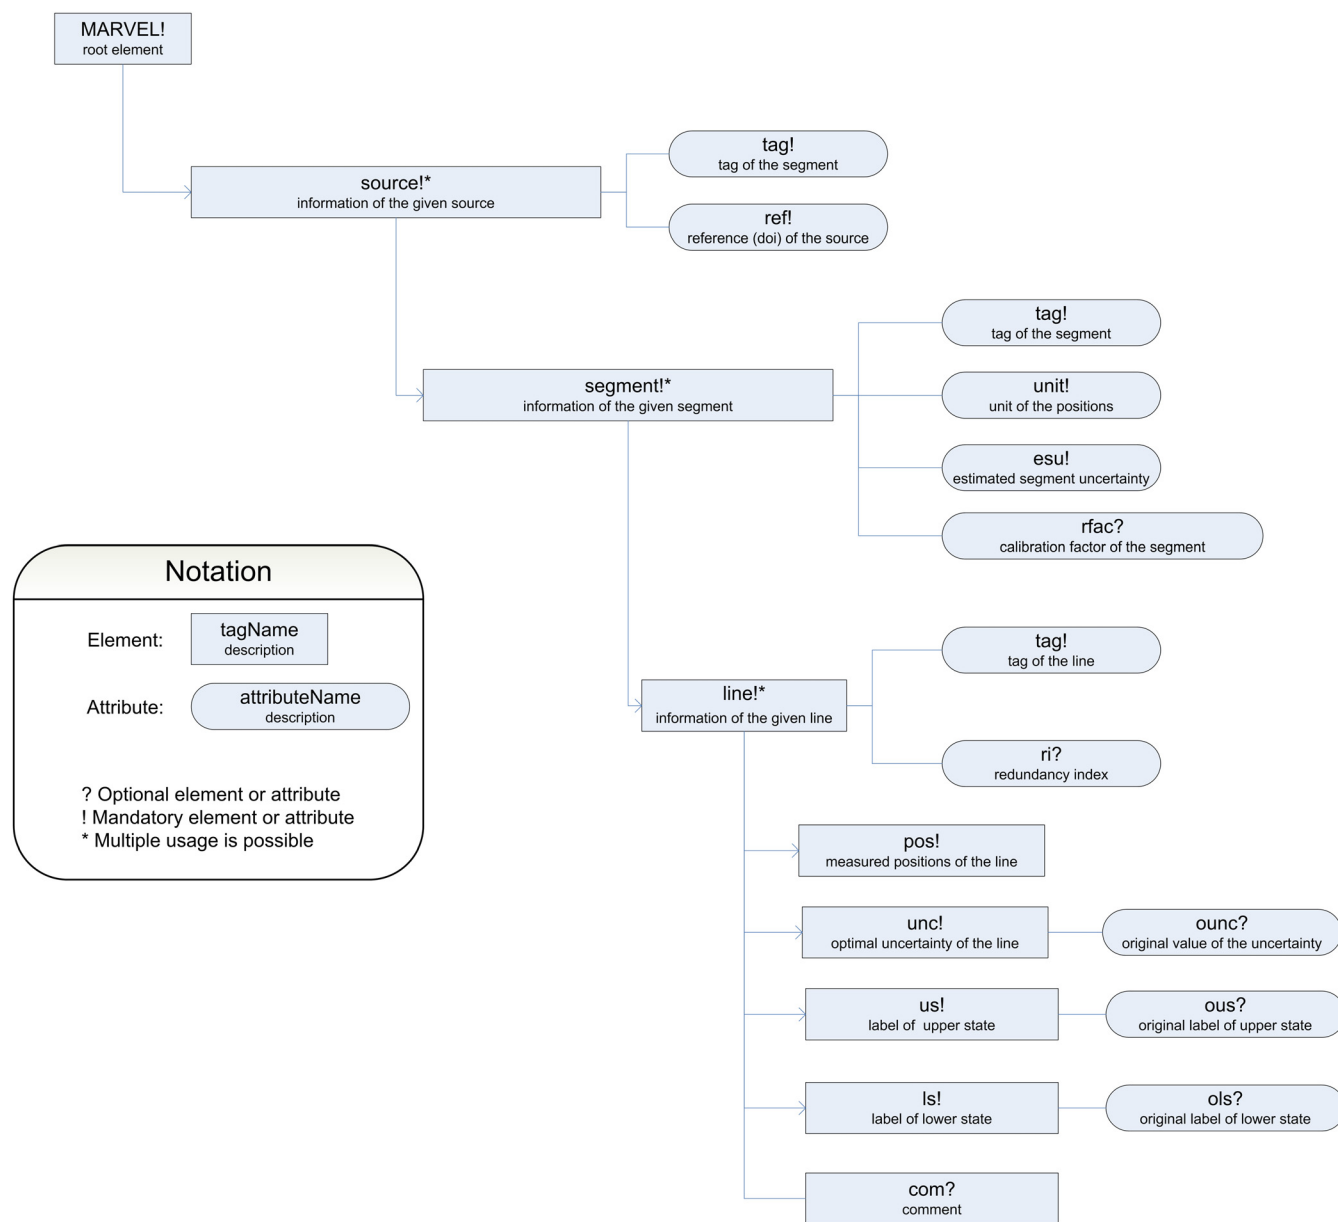 MARVEL!
root element
source!*
information of the given source
tag!
tag of the segment
ref!
reference (doi) of the source
segment!*
information of the given segment
tag!
tag of the segment
unit!
unit of the positions
esu!
estimated segment uncertainty
rfac?
calibration factor of the segment
Notation
Element:
tagName
description
Attribute:
attributeName
description
? Optional element or attribute
! Mandatory element or attribute
* Multiple usage is possible
line!*
information of the given line
tag!
tag of the line
ri?
redundancy index
pos!
measured positions of the line
unc!
optimal uncertainty of the line
ounc?
original value of the uncertainty
us!
label of upper state
ous?
original label of upper state
ls!
label of lower state
ols?
original label of lower state
com?
comment